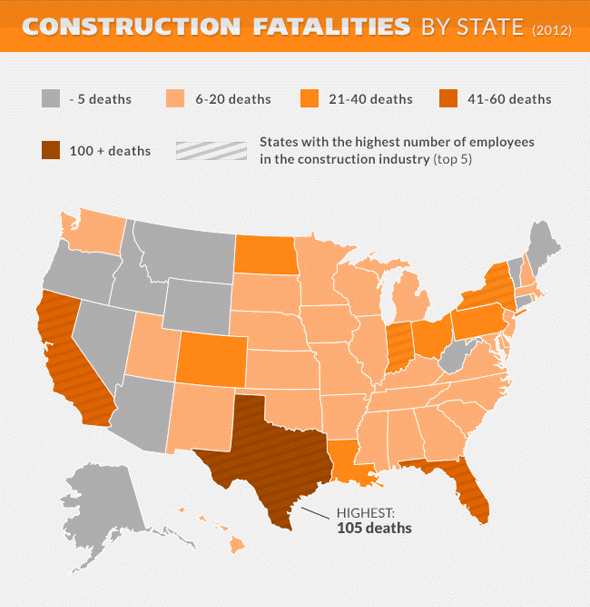 CONSTRUCTION FATALITIES BY STATE (2012)
- 5 deaths
6-20 deaths
21-40 deaths
41-60 deaths
100 + deaths
States with the highest number of employees
in the construction industry (top 5)
HIGHEST:
105 deaths